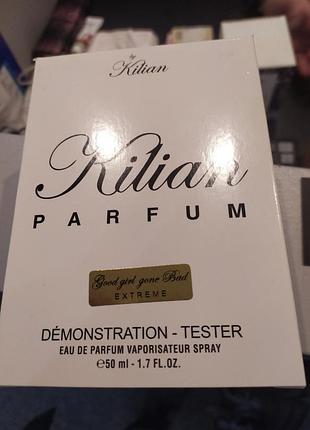 by
Kilian
Kilian
PARFUM
Good girl gone Bad
EXTREME
DÉMONSTRATION - TESTER
EAU DE PARFUM VAPORISATEUR SPRAY
℮50 ml - 1.7 FL.OZ.